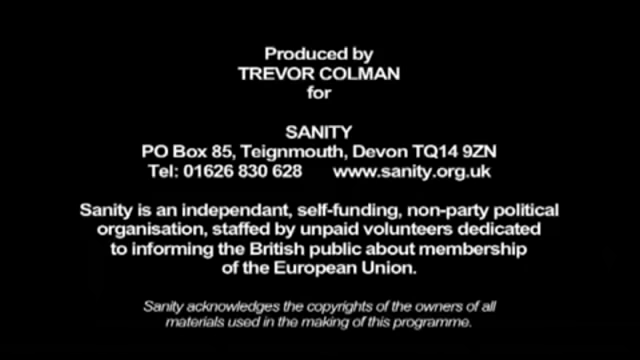 Produced by
TREVOR COLMAN
for
SANITY
PO Box 85, Teignmouth, Devon TQ14 9ZN
Tel: 01626 830 628 www.sanity.org.uk
Sanity is an independant, self-funding, non-party political
organisation, staffed by unpaid volunteers dedicated
to informing the British public about membership
of the European Union.
Sanity acknowledges the copyrights of the owners of all
materials used in the making of this programme.